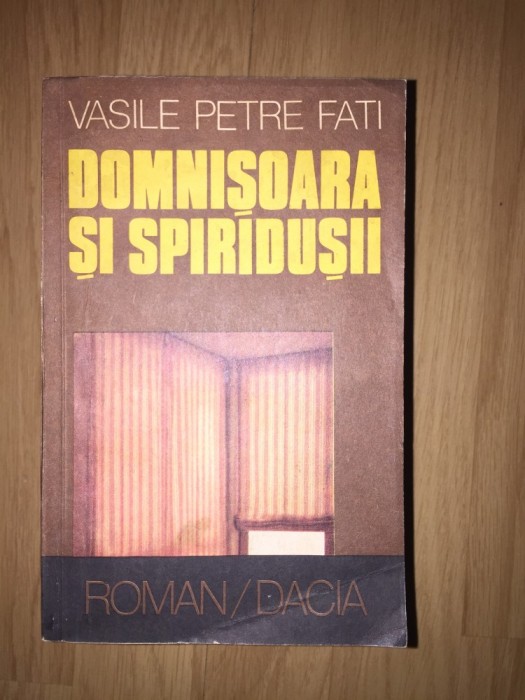 VASILE PETRE FATI
DOMNIȘOARA
ȘI SPIRIDUȘII
ROMAN/DACIA